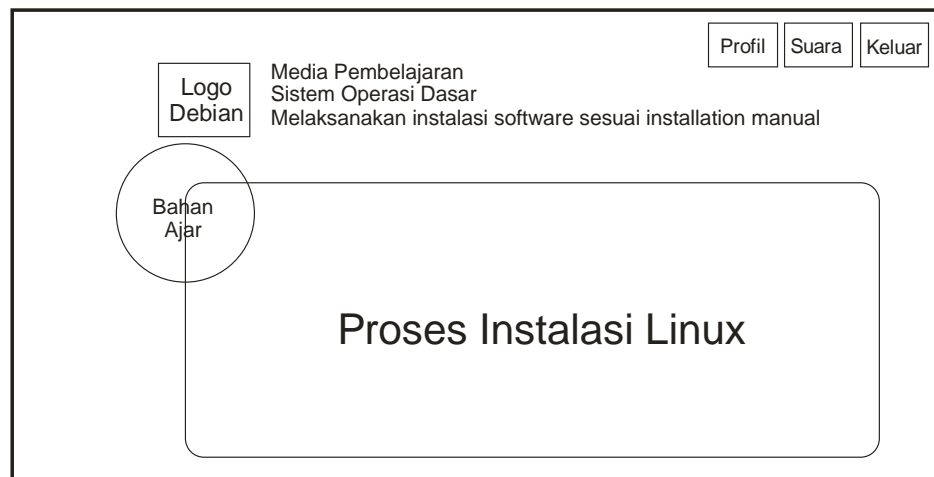 Profil
Suara
Keluar
Logo
Debian
Media Pembelajaran
Sistem Operasi Dasar
Melaksanakan instalasi software sesuai installation manual
Bahan
Ajar
Proses Instalasi Linux